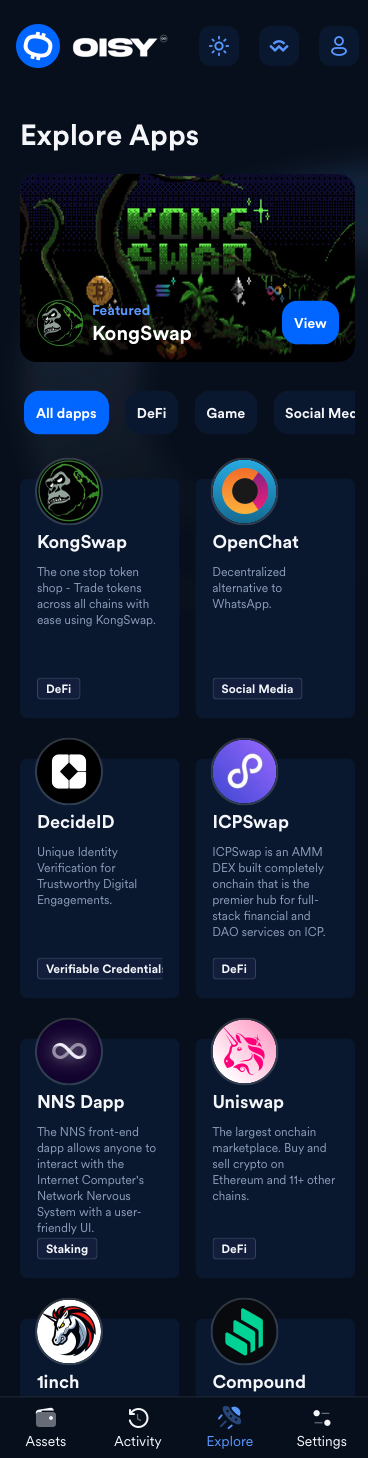 OISY
Explore Apps
KONG
SWAP
Featured
KongSwap
View
All dapps
DeFi
Game
Social Med
KongSwap
The one stop token
shop - Trade tokens
across all chains with
ease using KongSwap.
DeFi
OpenChat
Decentralized
alternative to
WhatsApp.
Social Media
DecideID
Unique Identity
Verification for
Trustworthy Digital
Engagements.
Verifiable Credentials
ICPSwap
ICPSwap is an AMM
DEX built completely
onchain that is the
premier hub for full-
stack financial and
DAO services on ICP.
DeFi
NNS Dapp
The NNS front-end
dapp allows anyone to
interact with the
Internet Computer's
Network Nervous
System with a user-
friendly UI.
Staking
Uniswap
The largest onchain
marketplace. Buy and
sell crypto on
Ethereum and 11+ other
chains.
DeFi
1inch
Compound
Assets
Activity
Explore
Settings